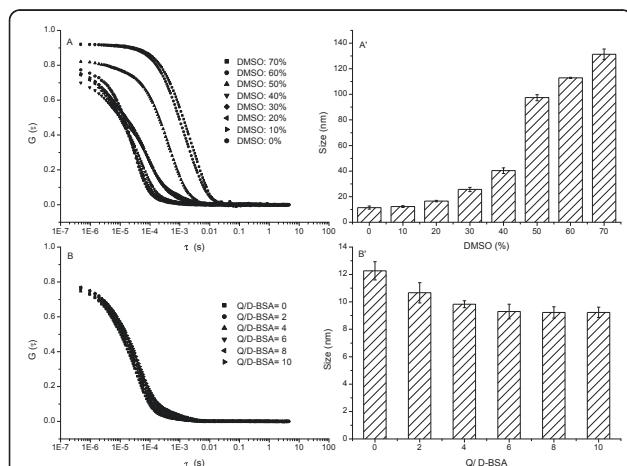 A
1.0
0.8
0.6
0.4
0.2
0.0
G (τ)
DMSO: 70%
DMSO: 60%
DMSO: 50%
DMSO: 40%
DMSO: 30%
DMSO: 20%
DMSO: 10%
DMSO: 0%
1E-7 1E-6 1E-5 1E-4 1E-3 0.01 0.1 1 10 100
τ (s)
A'
140
120
100
80
60
40
20
0
Size (nm)
0 10 20 30 40 50 60 70
DMSO (%)
B
1.0
0.8
0.6
0.4
0.2
0.0
G (τ)
Q/D-BSA= 0
Q/D-BSA= 2
Q/D-BSA= 4
Q/D-BSA= 6
Q/D-BSA= 8
Q/D-BSA= 10
1E-7 1E-6 1E-5 1E-4 1E-3 0.01 0.1 1 10 100
τ (s)
B'
14
12
10
8
6
4
2
0
Size (nm)
0 2 4 6 8 10
Q/ D-BSA